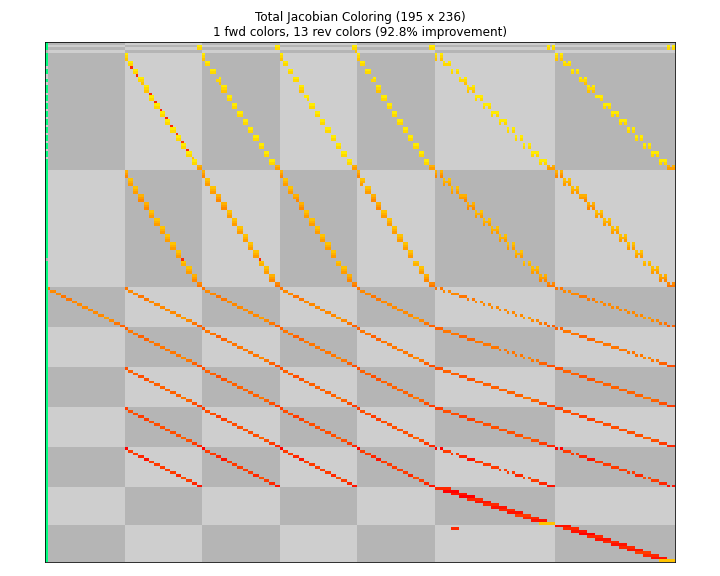 Total Jacobian Coloring (195 x 236)
1 fwd colors, 13 rev colors (92.8% improvement)